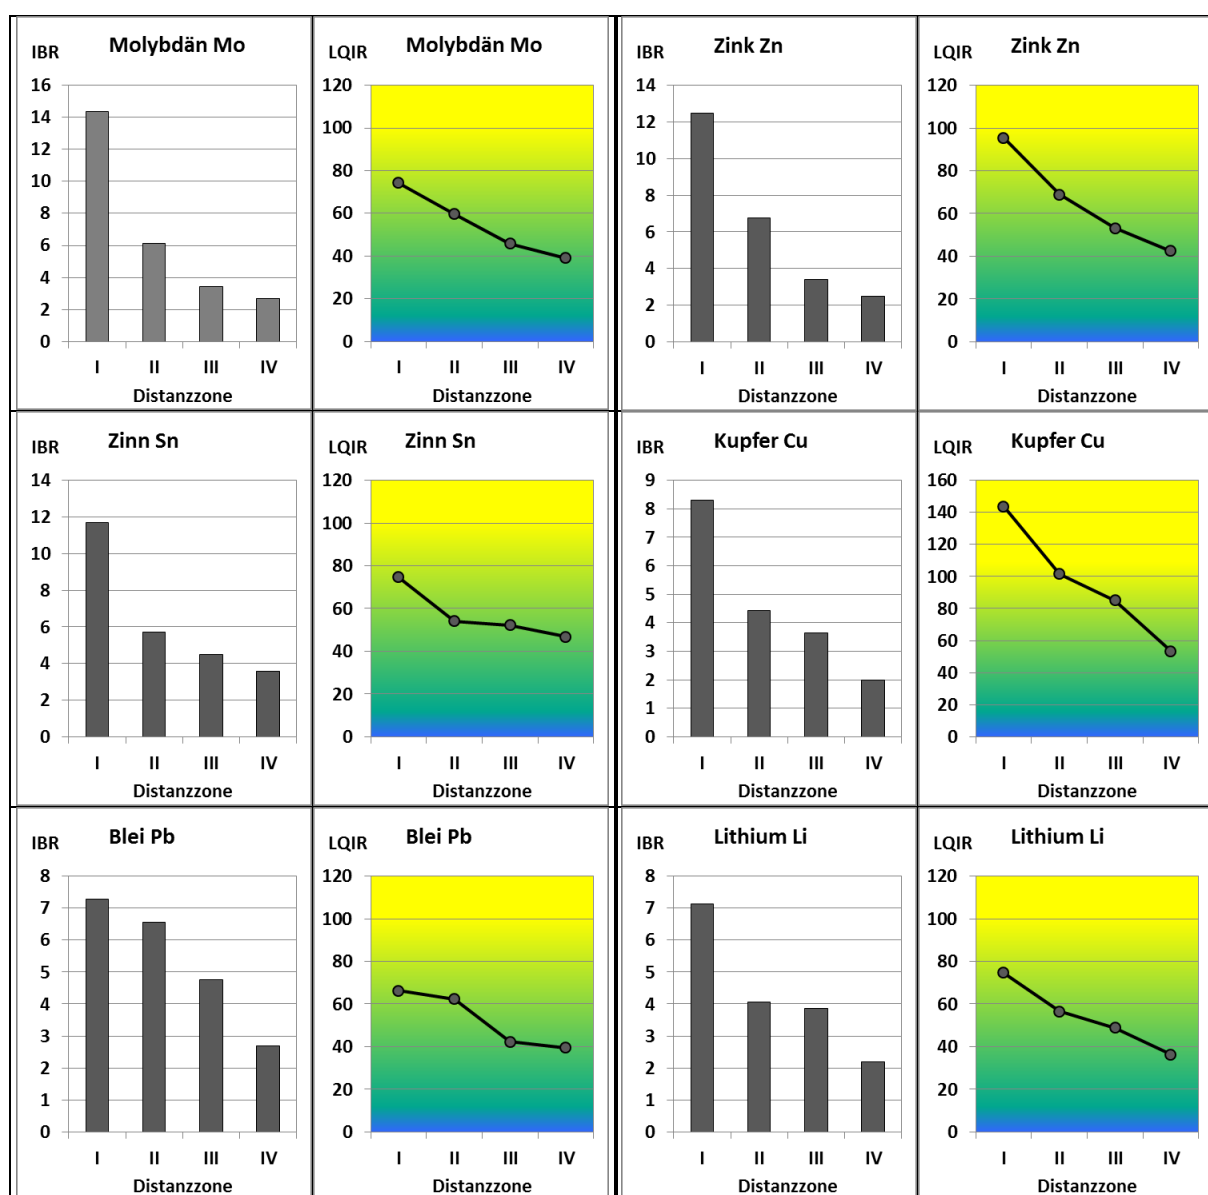 IBR Molybdän Mo
16
14
12
10
8
6
4
2
0
I II III IV
Distanzzone
LQIR Molybdän Mo
120
100
80
60
40
20
0
I II III IV
Distanzzone
IBR Zink Zn
14
12
10
8
6
4
2
0
I II III IV
Distanzzone
LQIR Zink Zn
120
100
80
60
40
20
0
I II III IV
Distanzzone
IBR Zinn Sn
14
12
10
8
6
4
2
0
I II III IV
Distanzzone
LQIR Zinn Sn
120
100
80
60
40
20
0
I II III IV
Distanzzone
IBR Kupfer Cu
9
8
7
6
5
4
3
2
1
0
I II III IV
Distanzzone
LQIR Kupfer Cu
160
140
120
100
80
60
40
20
0
I II III IV
Distanzzone
IBR Blei Pb
8
7
6
5
4
3
2
1
0
I II III IV
Distanzzone
LQIR Blei Pb
120
100
80
60
40
20
0
I II III IV
Distanzzone
IBR Lithium Li
8
7
6
5
4
3
2
1
0
I II III IV
Distanzzone
LQIR Lithium Li
120
100
80
60
40
20
0
I II III IV
Distanzzone